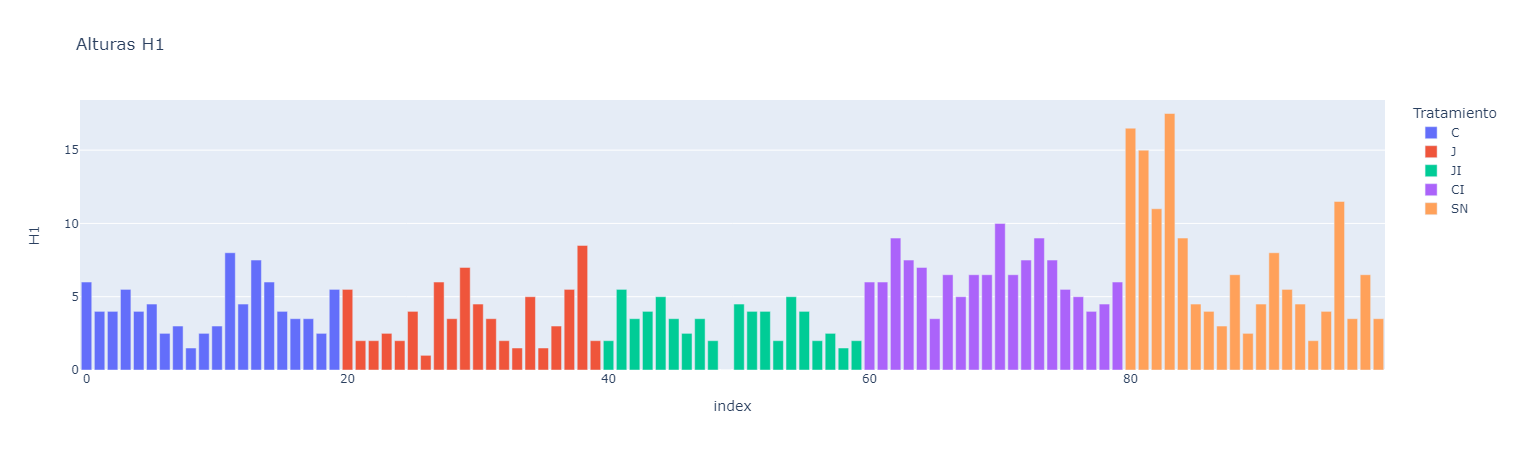 Alturas H1
Tratamiento
C
J
JI
CI
SN
H1
15
10
5
0
0
20
40
60
80
index